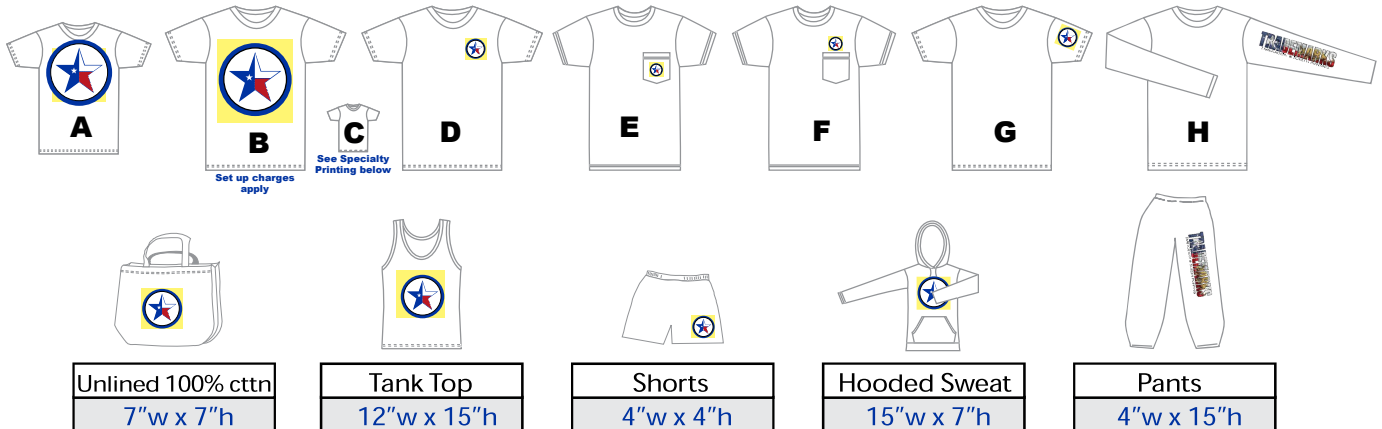 A
B
Set up charges
apply
C
See Specialty
Printing below
D
E
F
G
H
TRADEMARKS
TRADEMARKS
Unlined 100% cttn
7”w x 7”h
Tank Top
12”w x 15”h
Shorts
4”w x 4”h
Hooded Sweat
15”w x 7”h
Pants
4”w x 15”h